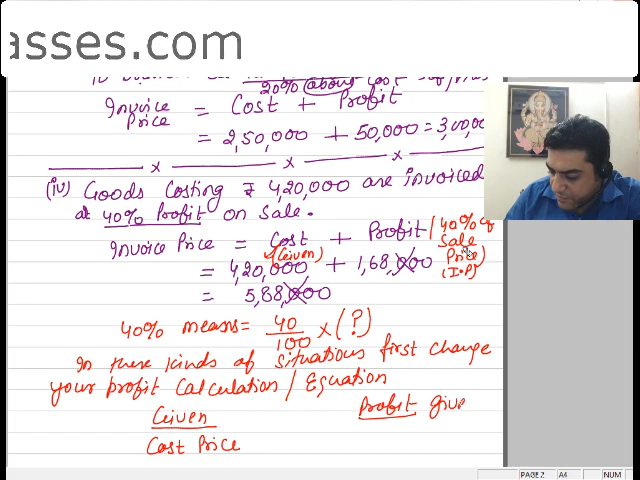 asses.com
20% above Cost
Invoice Price = Cost + Profit
= 2,50,000 + 50,000 = 3,00,00
(iv) Goods Costing ₹ 4,20,000 are invoiced
at 40% Profit on Sale.
Invoice Price = Cost + Profit / 40% of Sale Price (I.P)
(Given)
= 4,20,000 + 1,68,000
= 5,88,000
40% means = 40/100 × (?)
In these kinds of situations first change
your profit Calculation / Equation
Given Profit give
Cost Price
PAGE 2 A4 NUM